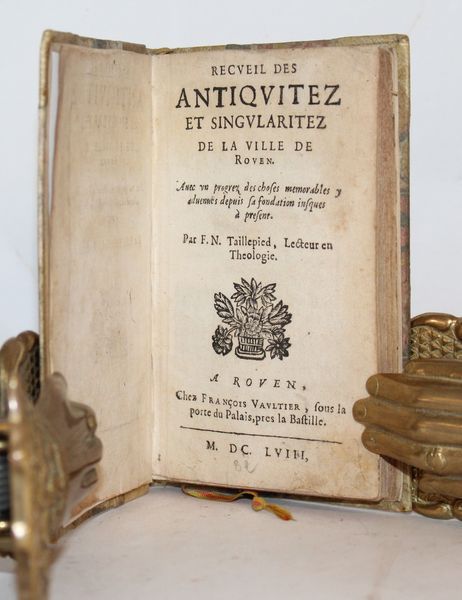 RECVEIL DES
ANTIQVITEZ
ET SINGVLARITEZ
DE LA VILLE DE
ROVEN.
Auec vn progrez des choses memorables y
aduenuës depuis sa fondation iusques
à present.
Par F. N. Taillepied, Lecteur en
Theologie.
A ROVEN,
Chez FRANÇOIS VAVLTIER, sous la
porte du Palais, pres la Bastille.
M. DC. LVIII,